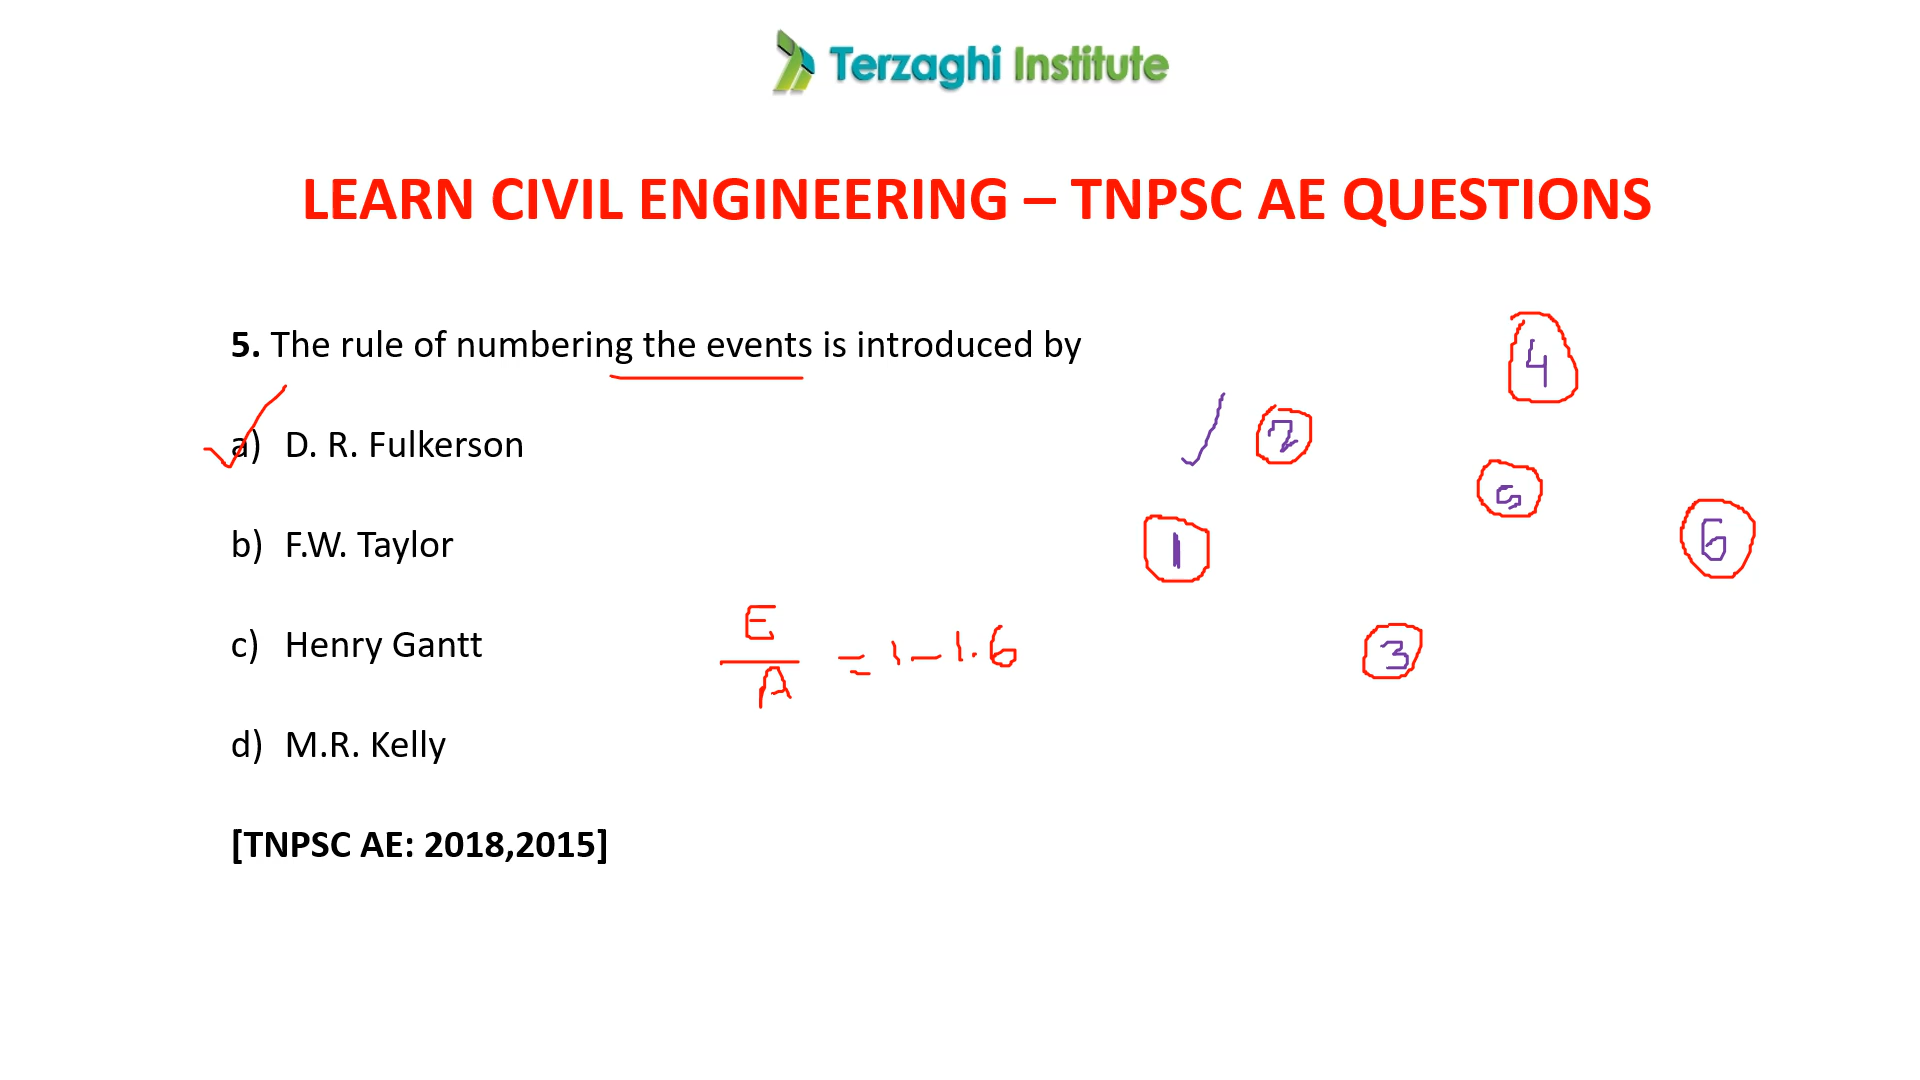 Terzaghi Institute
LEARN CIVIL ENGINEERING – TNPSC AE QUESTIONS
5. The rule of numbering the events is introduced by
a) D. R. Fulkerson
b) F.W. Taylor
c) Henry Gantt
d) M.R. Kelly
[TNPSC AE: 2018,2015]
E
A
= 1 – 1.6
4
2
5
1
6
3